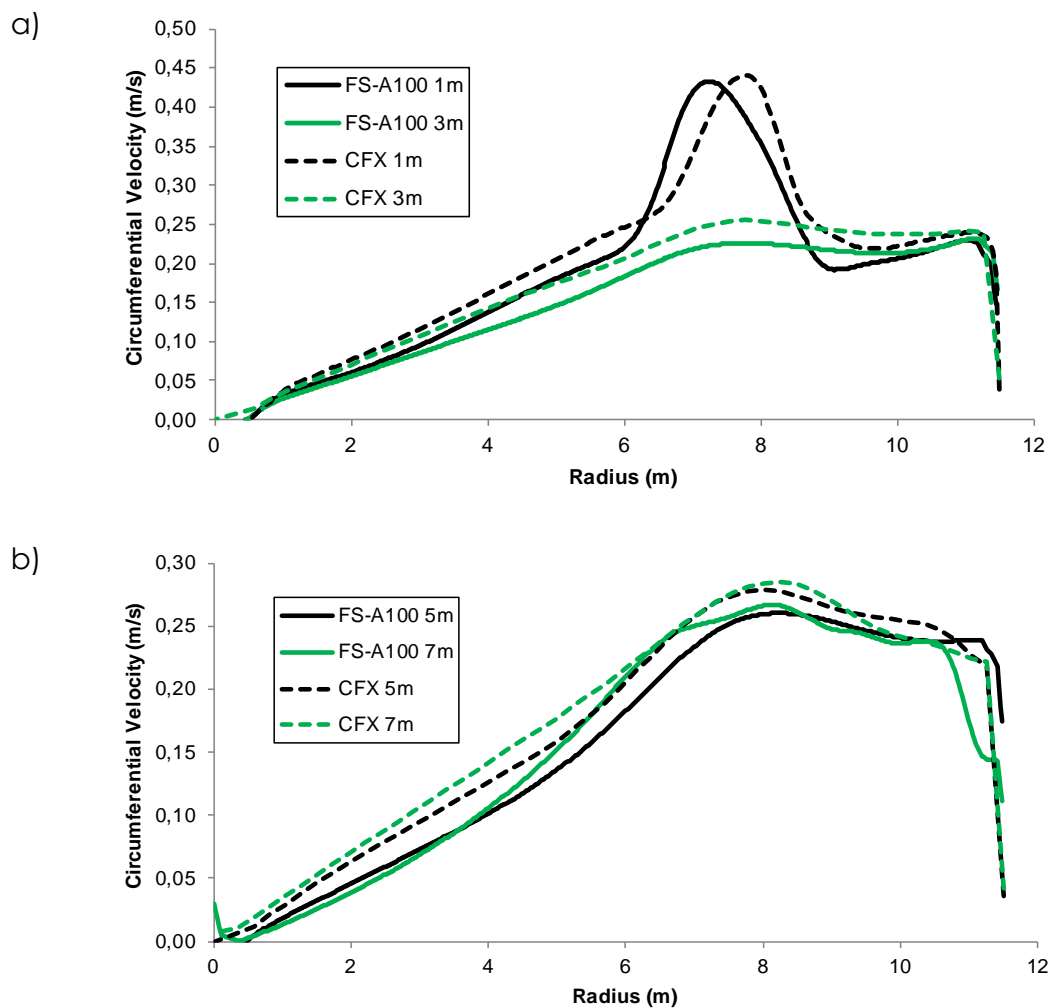 a)
0,50
0,45
0,40
0,35
0,30
0,25
0,20
0,15
0,10
0,05
0,00
Circumferential Velocity (m/s)
FS-A100 1m
FS-A100 3m
CFX 1m
CFX 3m
0 2 4 6 8 10 12
Radius (m)
b)
0,30
0,25
0,20
0,15
0,10
0,05
0,00
Circumferential Velocity (m/s)
FS-A100 5m
FS-A100 7m
CFX 5m
CFX 7m
0 2 4 6 8 10 12
Radius (m)